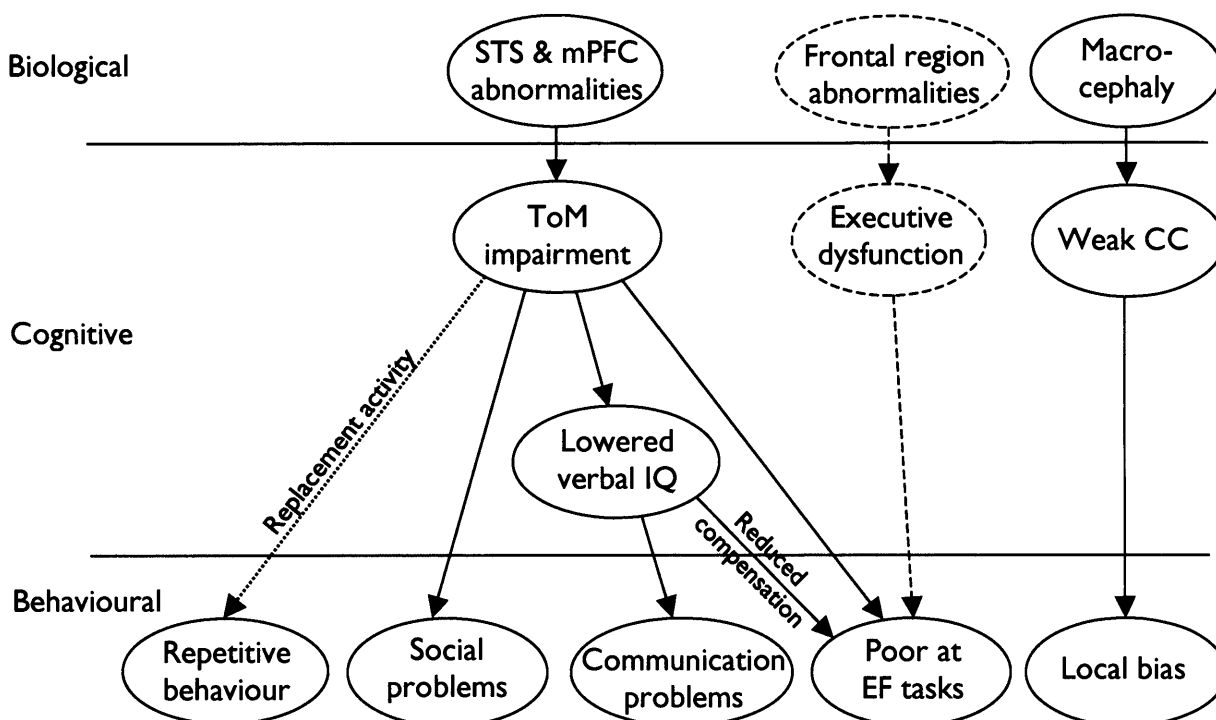 Biological
STS & mPFC
abnormalities
Frontal region
abnormalities
Macro-
cephaly
ToM
impairment
Executive
dysfunction
Weak CC
Cognitive
Replacement activity
Lowered
verbal IQ
Reduced
compensation
Behavioural
Repetitive
behaviour
Social
problems
Communication
problems
Poor at
EF tasks
Local bias